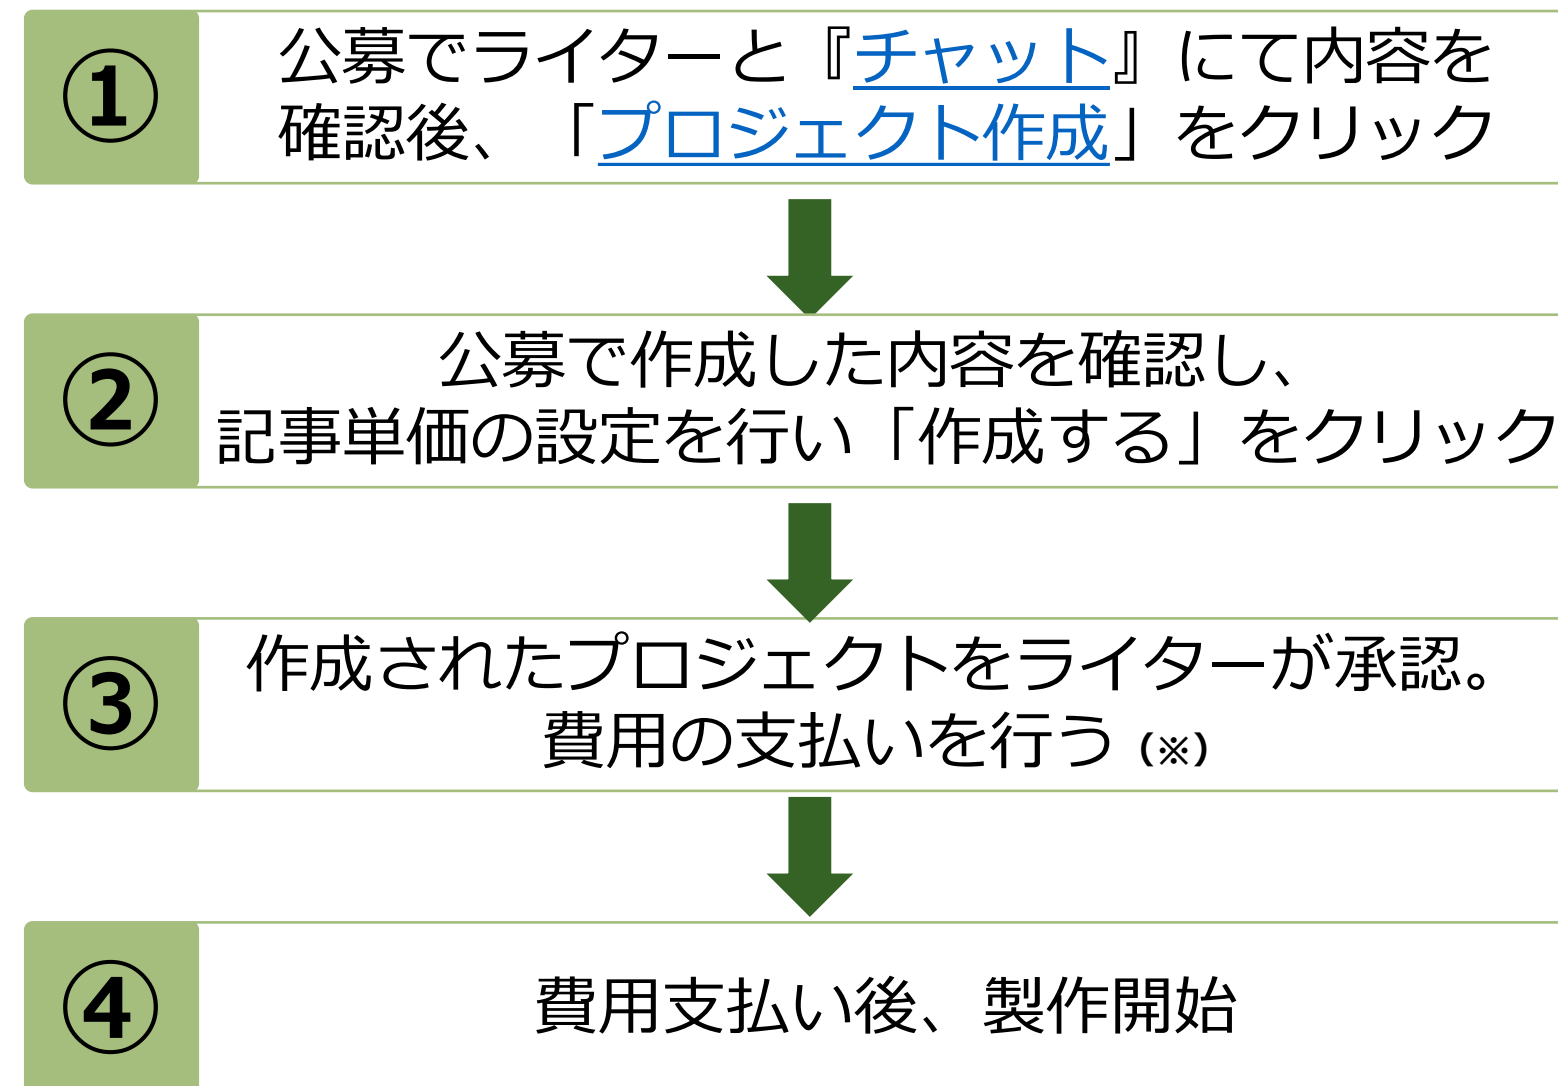 ①
公募でライターと『チャット』にて内容を
確認後、「プロジェクト作成」をクリック
②
公募で作成した内容を確認し、
記事単価の設定を行い「作成する」をクリック
③
作成されたプロジェクトをライターが承認。
費用の支払いを行う(※)
④
費用支払い後、製作開始